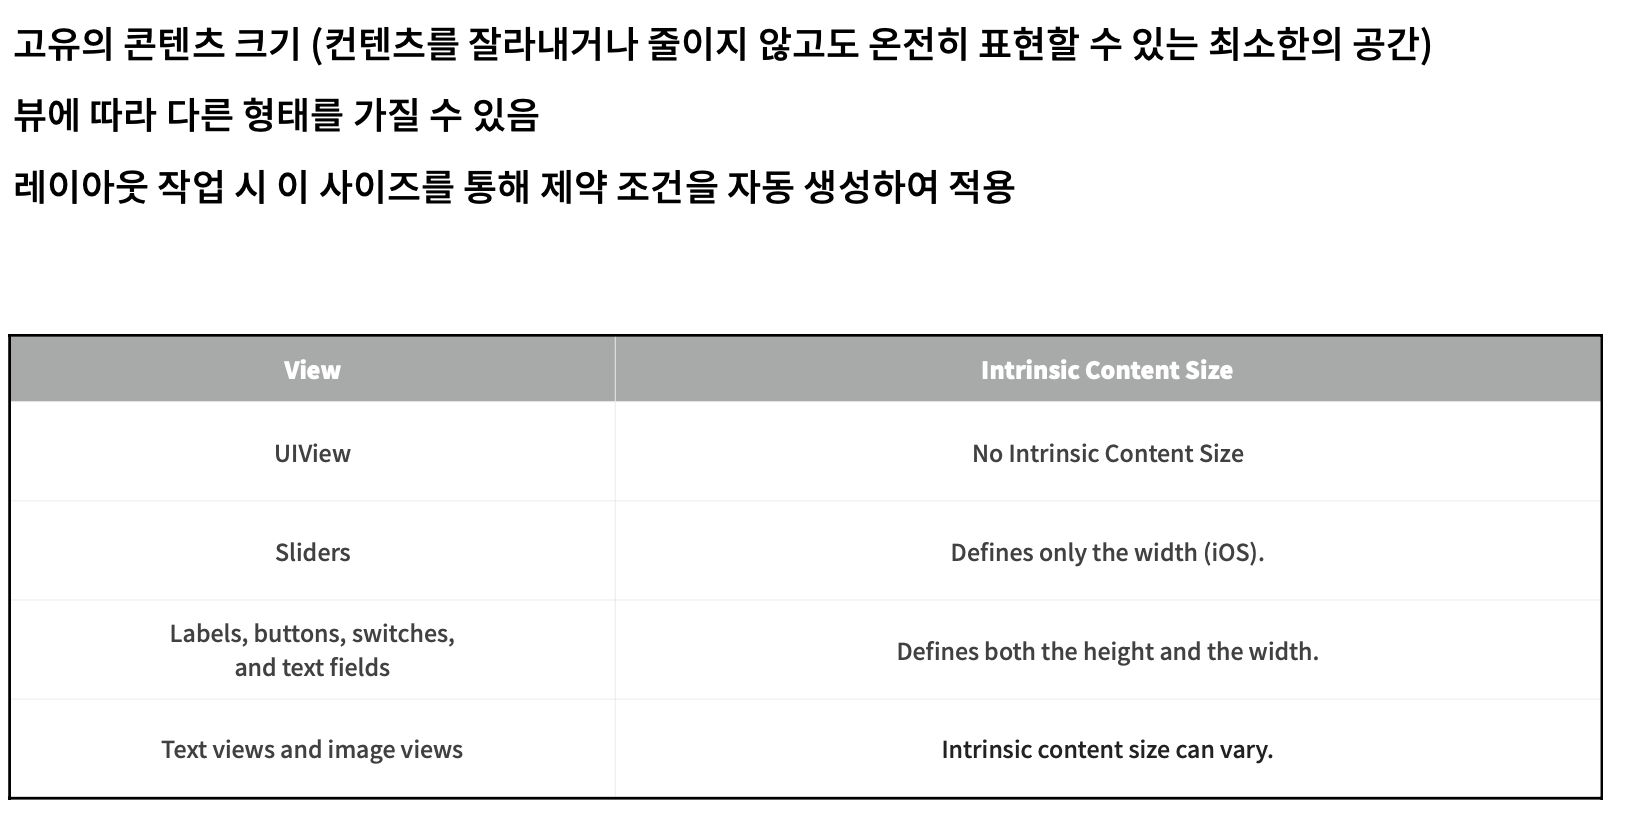 고유의 콘텐츠 크기 (컨텐츠를 잘라내거나 줄이지 않고도 온전히 표현할 수 있는 최소한의 공간)
뷰에 따라 다른 형태를 가질 수 있음
레이아웃 작업 시 이 사이즈를 통해 제약 조건을 자동 생성하여 적용
View
Intrinsic Content Size
UIView
No Intrinsic Content Size
Sliders
Defines only the width (iOS).
Labels, buttons, switches,
and text fields
Defines both the height and the width.
Text views and image views
Intrinsic content size can vary.